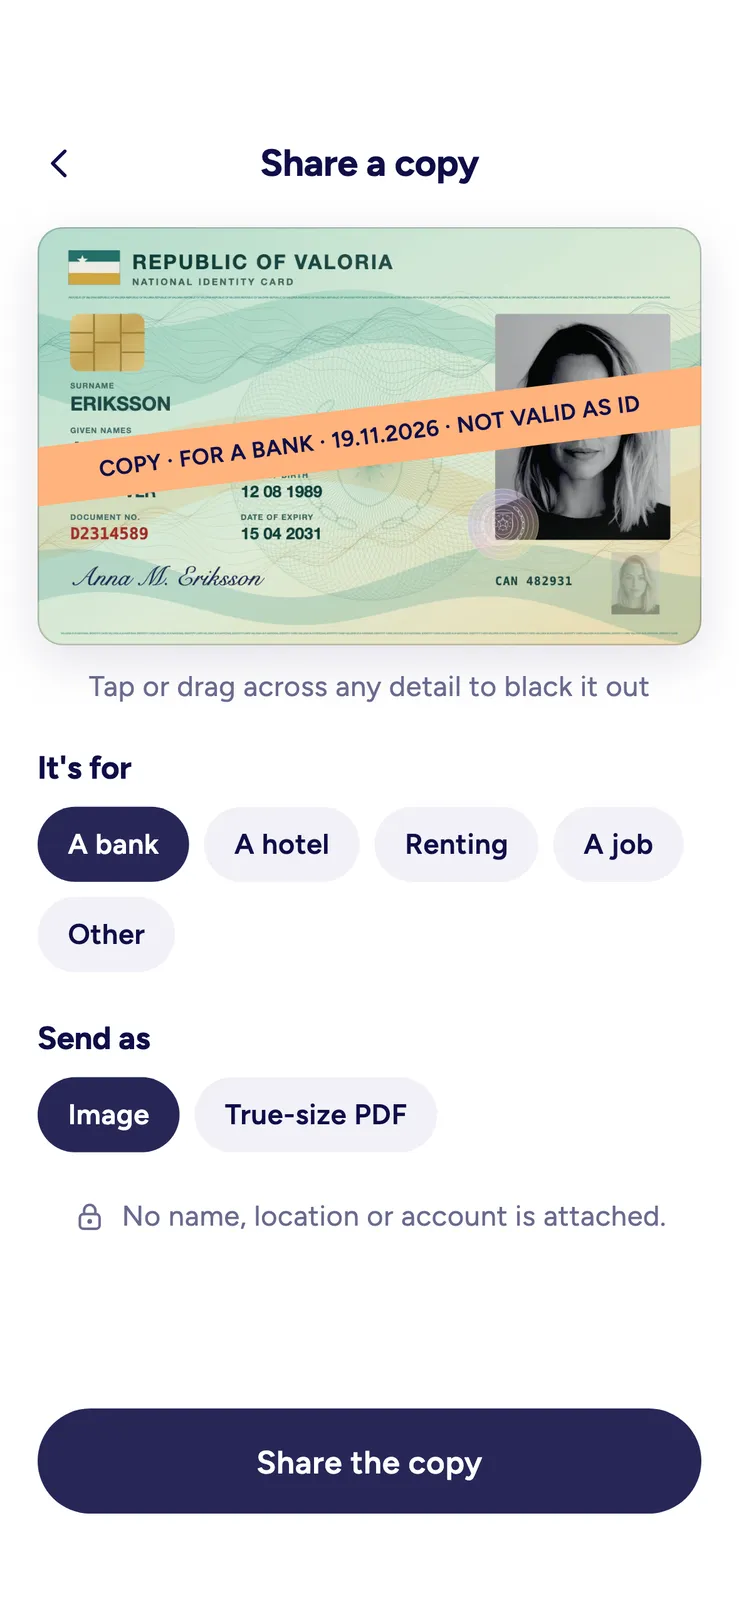 Share a copy
REPUBLIC OF VALORIA
NATIONAL IDENTITY CARD
SURNAME
ERIKSSON
GIVEN NAMES
COPY · FOR A BANK · 19.11.2026 · NOT VALID AS ID
12 08 1989
DOCUMENT NO.
DATE OF EXPIRY
D2314589
15 04 2031
Anna M. Eriksson
CAN 482931
Tap or drag across any detail to black it out
It's for
A bank
A hotel
Renting
A job
Other
Send as
Image
True-size PDF
No name, location or account is attached.
Share the copy